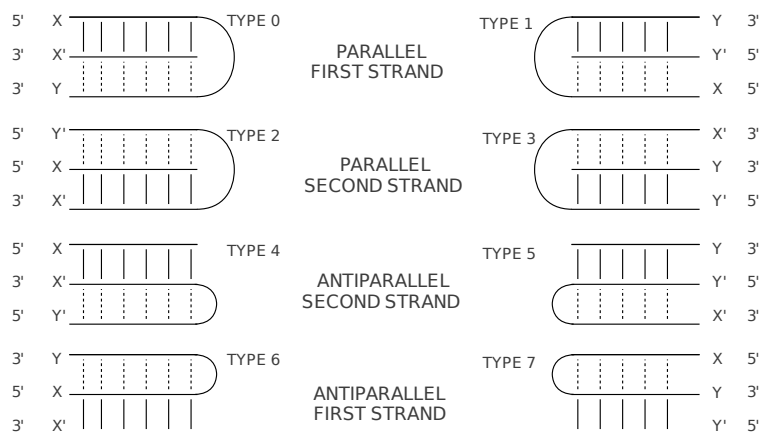 5' X TYPE 0 TYPE 1 Y 3'
3' X' PARALLEL Y' 5'
FIRST STRAND
3' Y X 5'
5' Y' TYPE 2 TYPE 3 X' 3'
5' X PARALLEL Y 3'
SECOND STRAND
3' X' Y' 5'
5' X TYPE 4 TYPE 5 Y 3'
3' X' ANTIPARALLEL Y' 5'
SECOND STRAND
5' Y' X' 3'
3' Y TYPE 6 TYPE 7 X 5'
5' X ANTIPARALLEL Y 3'
FIRST STRAND
3' X' Y' 5'